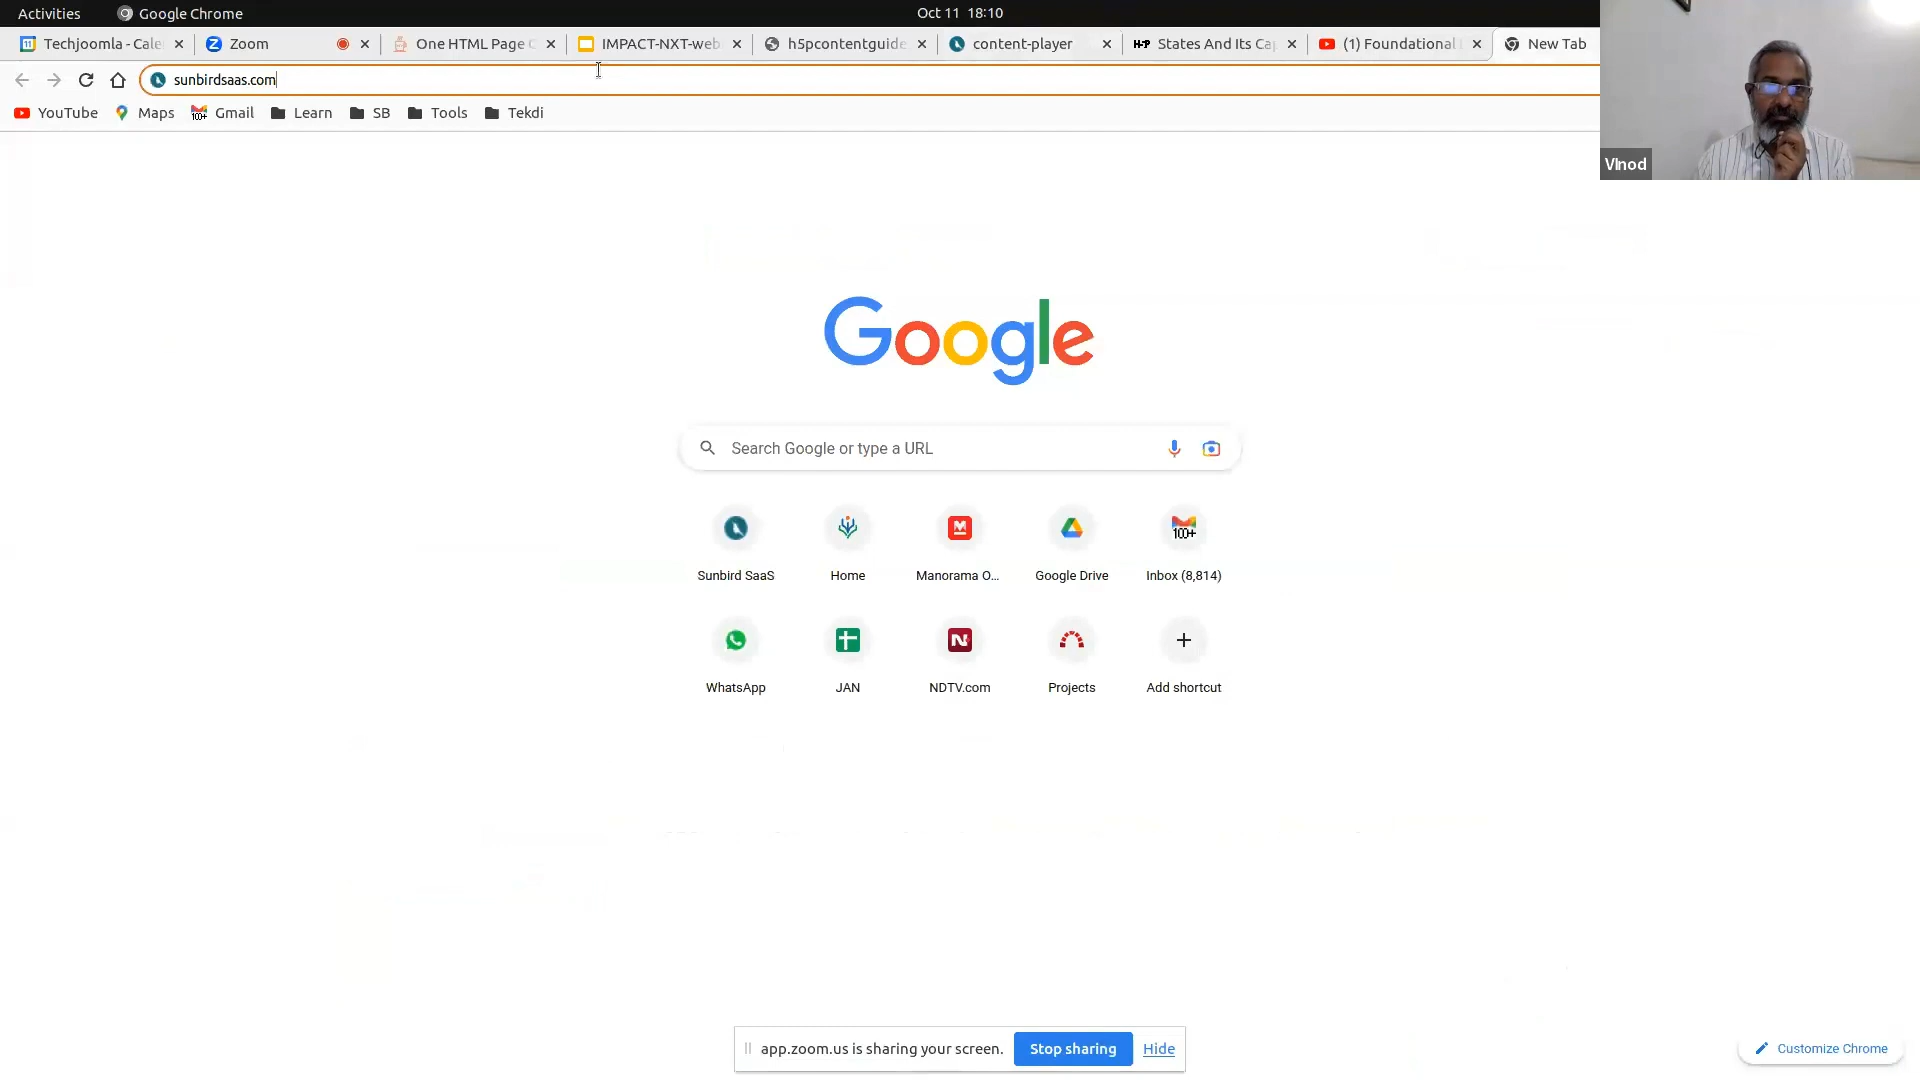 Activities Google Chrome Oct 11 18:10
Techjoomla - Cale Zoom One HTML Page C IMPACT-NXT-web h5pcontentguide content-player H-P States And Its Ca (1) Foundational New Tab
sunbirdsaas.com
YouTube Maps 100+ Gmail Learn SB Tools Tekdi
VInod
Google
Search Google or type a URL
100+
Sunbird SaaS Home Manorama O... Google Drive Inbox (8,814)
WhatsApp JAN NDTV.com Projects Add shortcut
app.zoom.us is sharing your screen. Stop sharing Hide
Customize Chrome